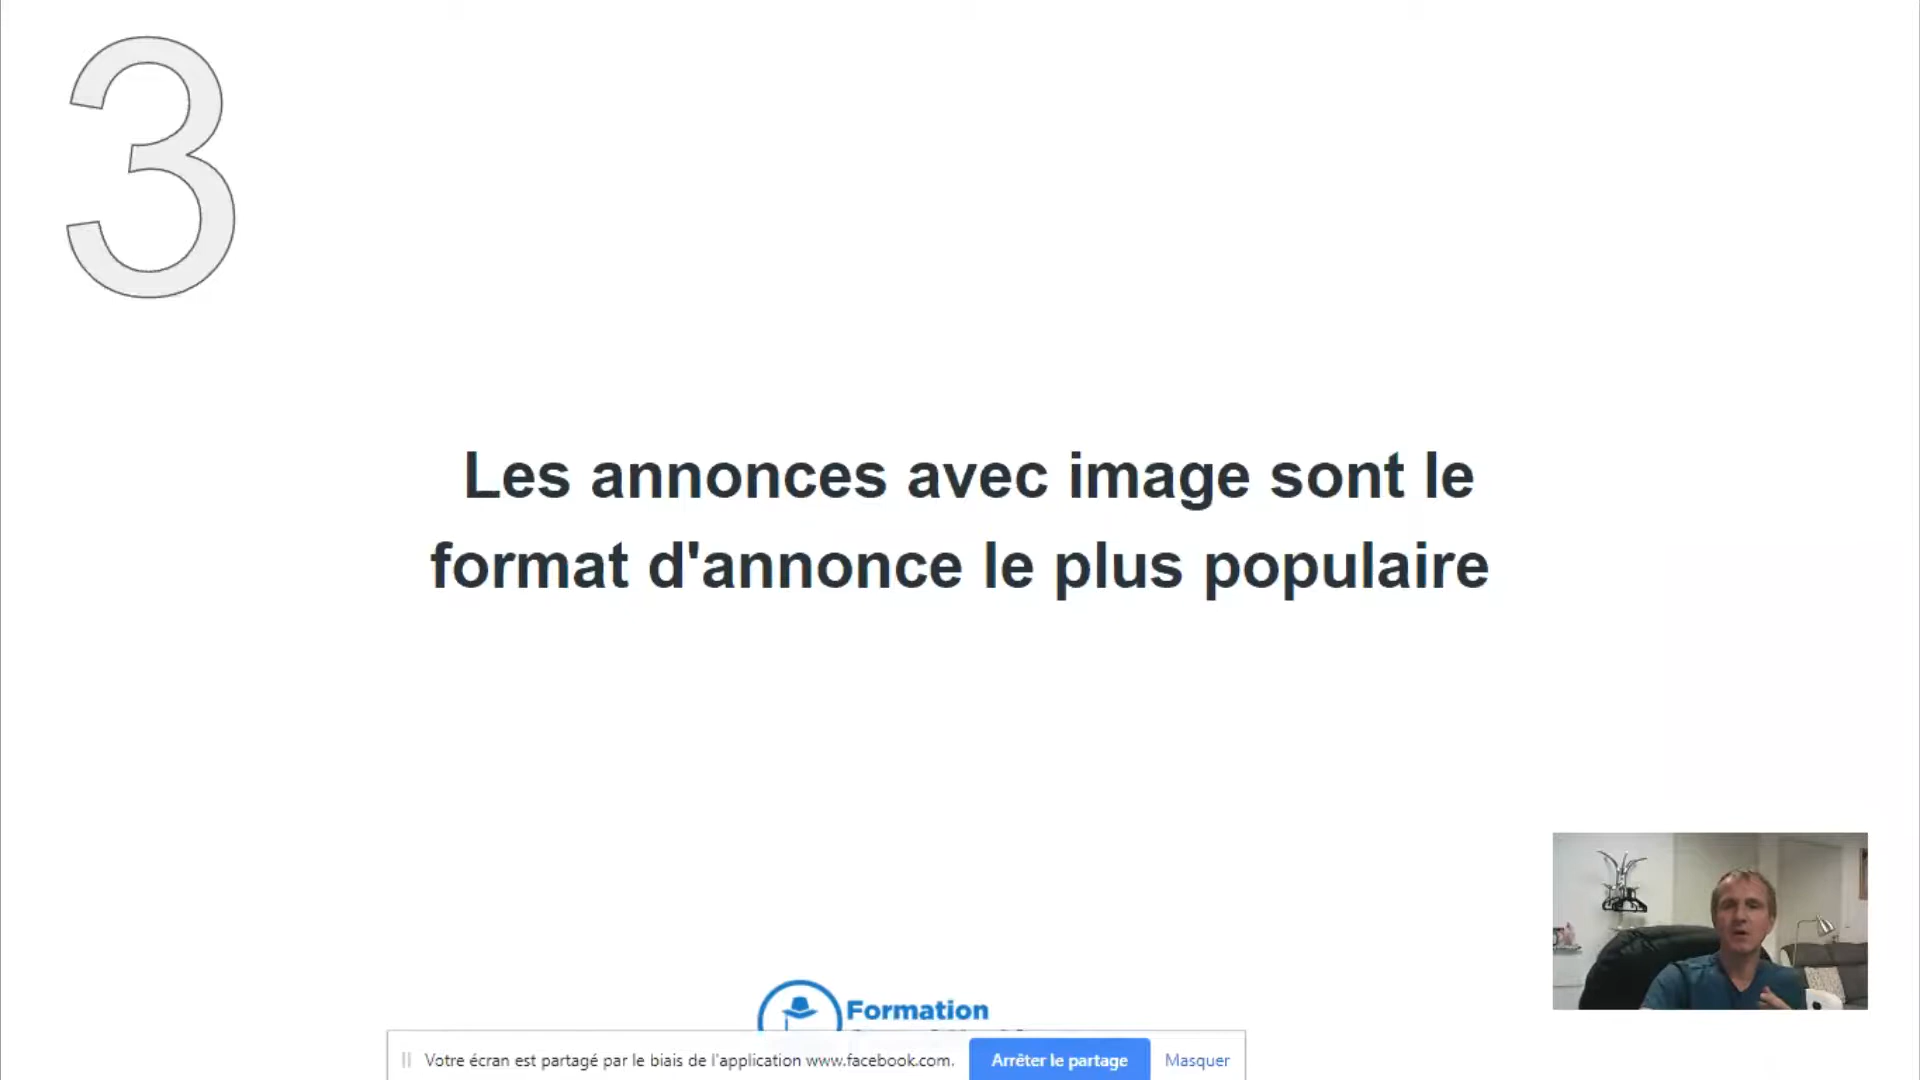 3
Les annonces avec image sont le
format d'annonce le plus populaire
Formation
Votre écran est partagé par le biais de l'application www.facebook.com.
Arrêter le partage
Masquer